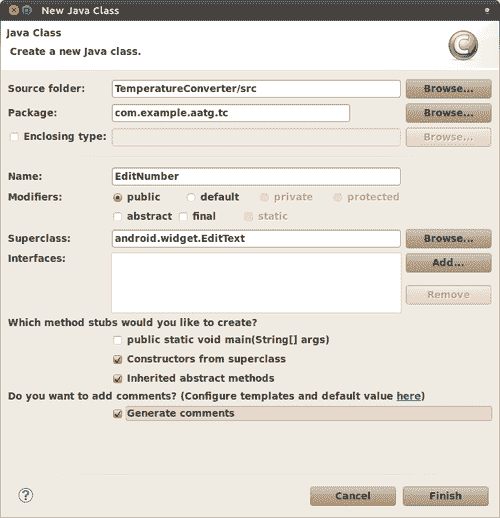 New Java Class
Java Class
Create a new Java class.
Source folder: TemperatureConverter/src Browse...
Package: com.example.aatg.tc Browse...
Enclosing type: Browse...
Name: EditNumber
Modifiers: public default private protected
abstract final static
Superclass: android.widget.EditText Browse...
Interfaces: Add...
Remove
Which method stubs would you like to create?
public static void main(String[] args)
Constructors from superclass
Inherited abstract methods
Do you want to add comments? (Configure templates and default value here)
Generate comments
? Cancel Finish